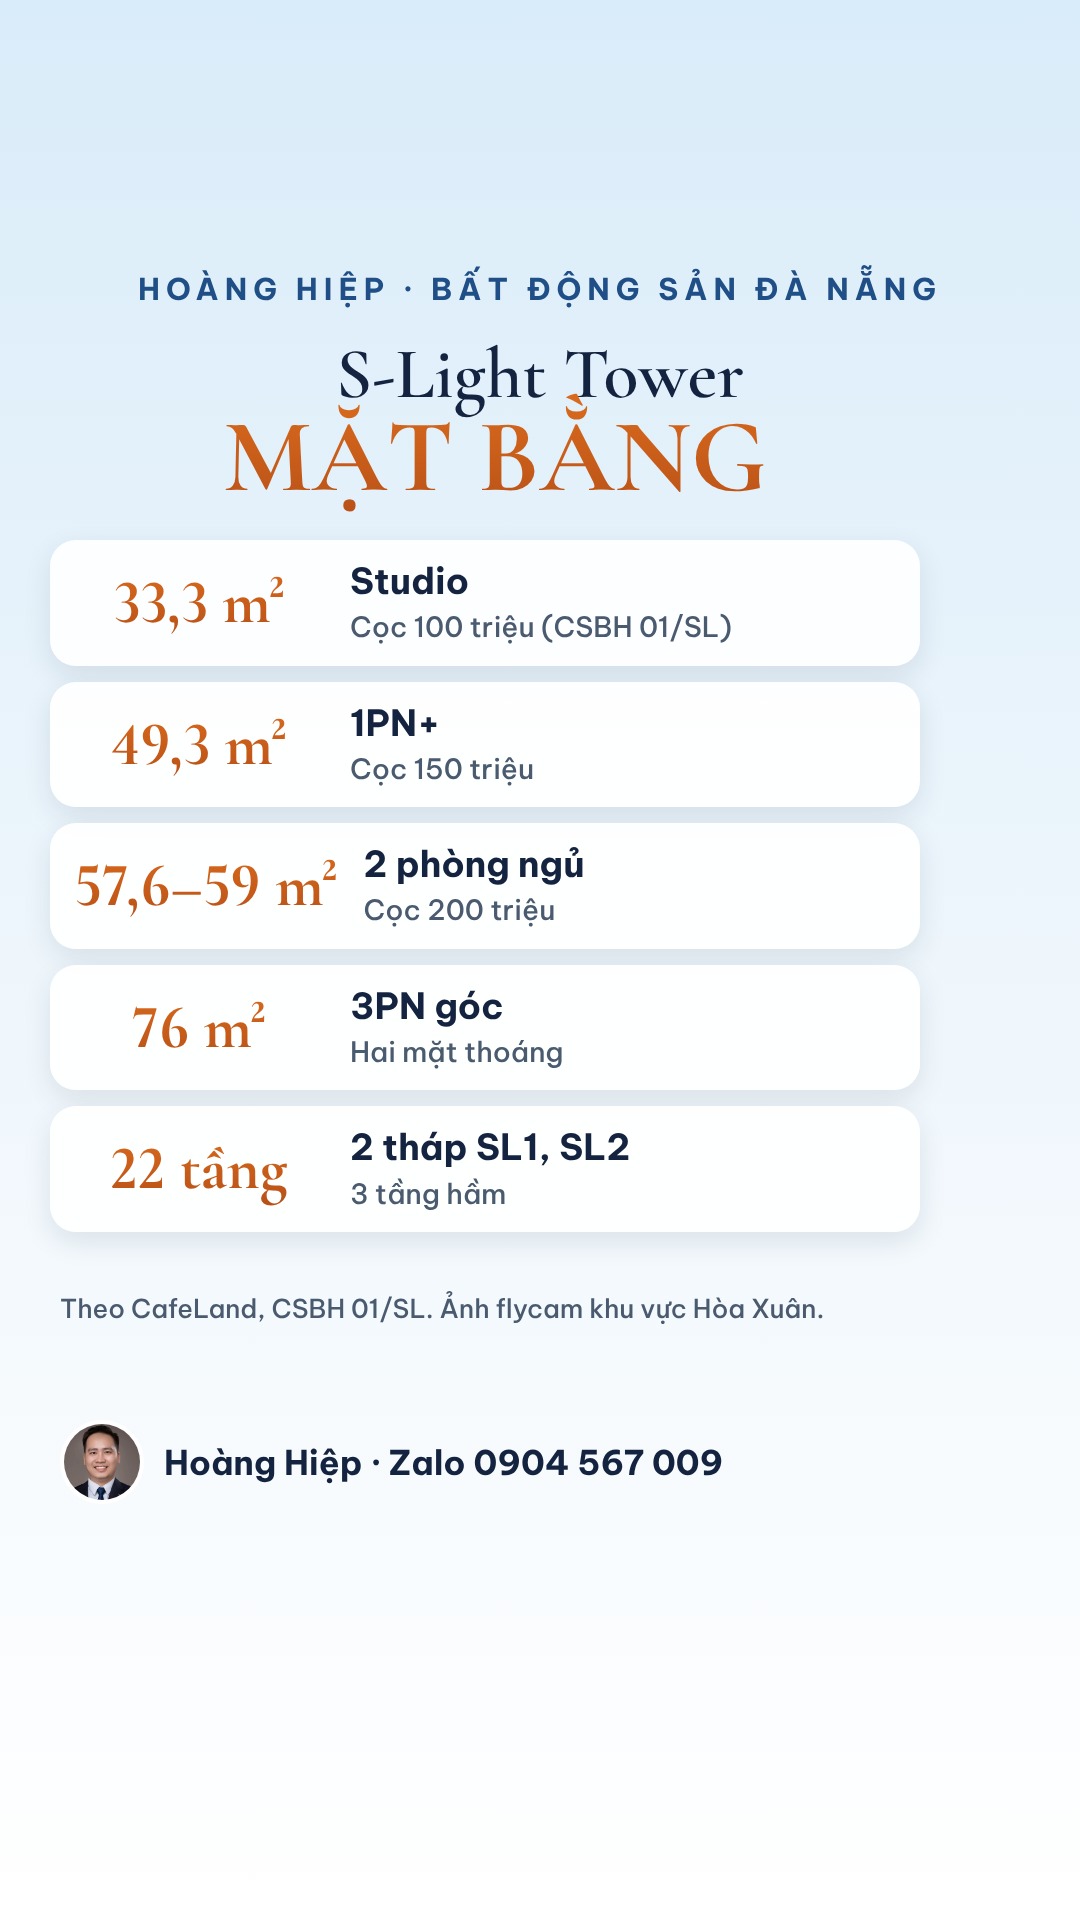 HOÀNG HIỆP · BẤT ĐỘNG SẢN ĐÀ NẴNG
S-Light Tower
MẶT BẰNG
33,3 m²
Studio
Cọc 100 triệu (CSBH 01/SL)
49,3 m²
1PN+
Cọc 150 triệu
57,6–59 m²
2 phòng ngủ
Cọc 200 triệu
76 m²
3PN góc
Hai mặt thoáng
22 tầng
2 tháp SL1, SL2
3 tầng hầm
Theo CafeLand, CSBH 01/SL. Ảnh flycam khu vực Hòa Xuân.
Hoàng Hiệp · Zalo 0904 567 009